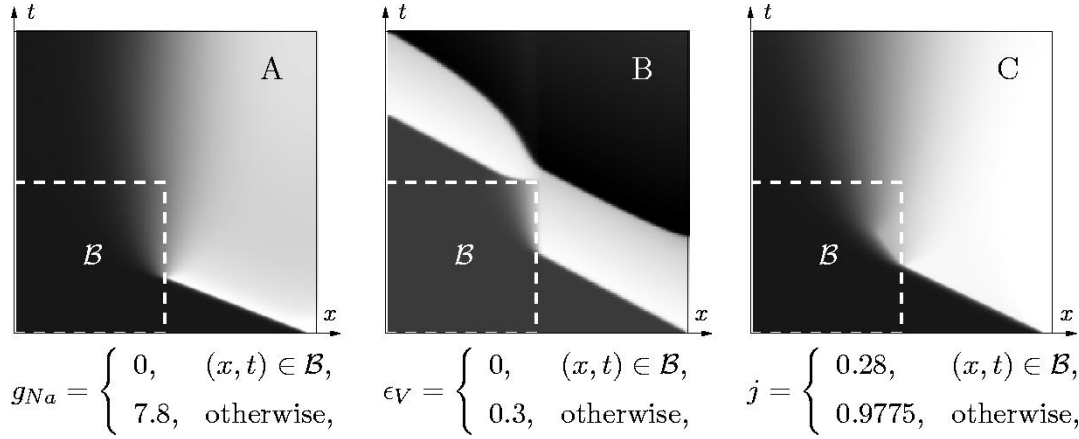 t t t
A B C
B B B
x x x
g_{Na} = { 0, (x, t) ∈ B, ϵ_V = { 0, (x, t) ∈ B, j = { 0.28, (x, t) ∈ B,
7.8, otherwise, 0.3, otherwise, 0.9775, otherwise,